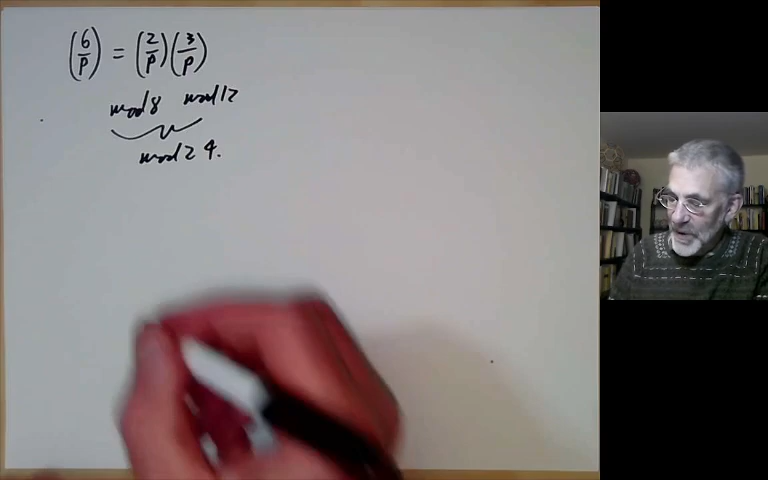 (6/p) = (2/p)(3/p)
mod 8 mod 12
mod 24.